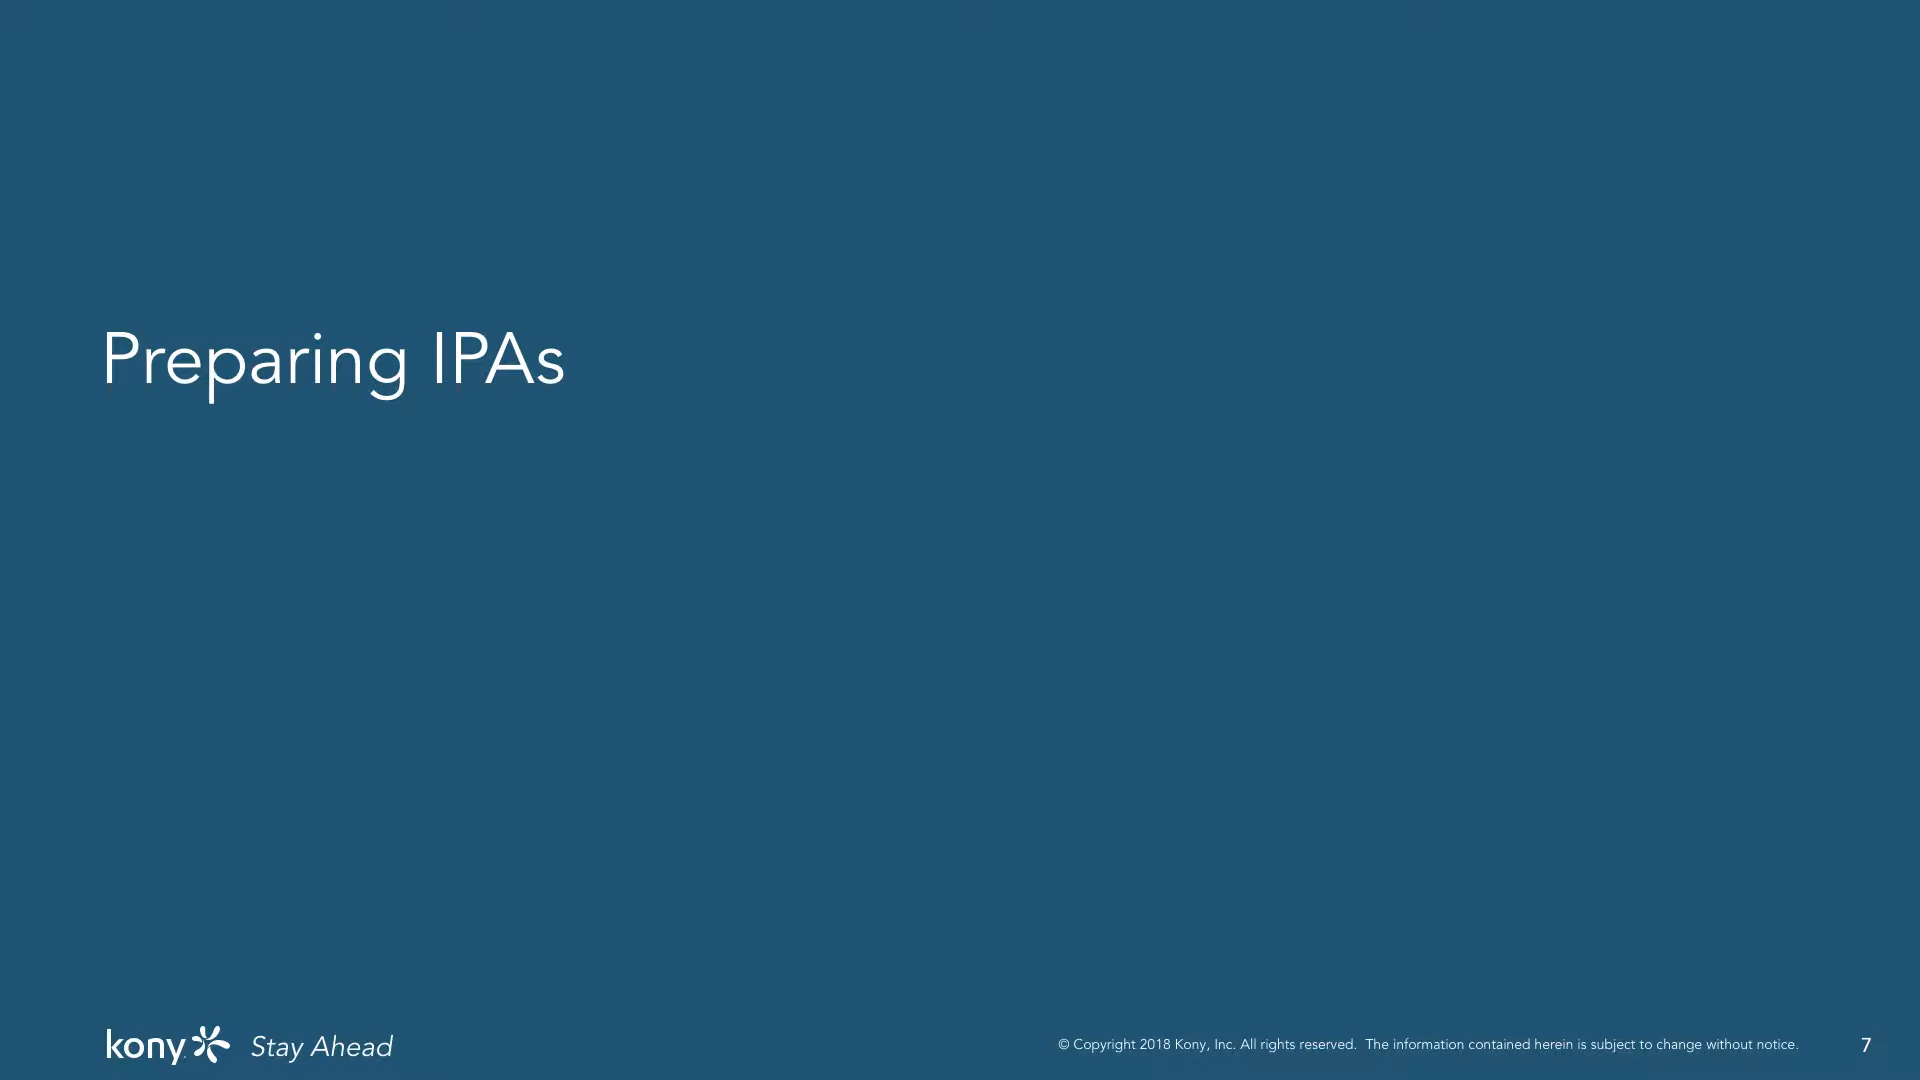 Preparing IPAs
kony Stay Ahead
© Copyright 2018 Kony, Inc. All rights reserved. The information contained herein is subject to change without notice.
7